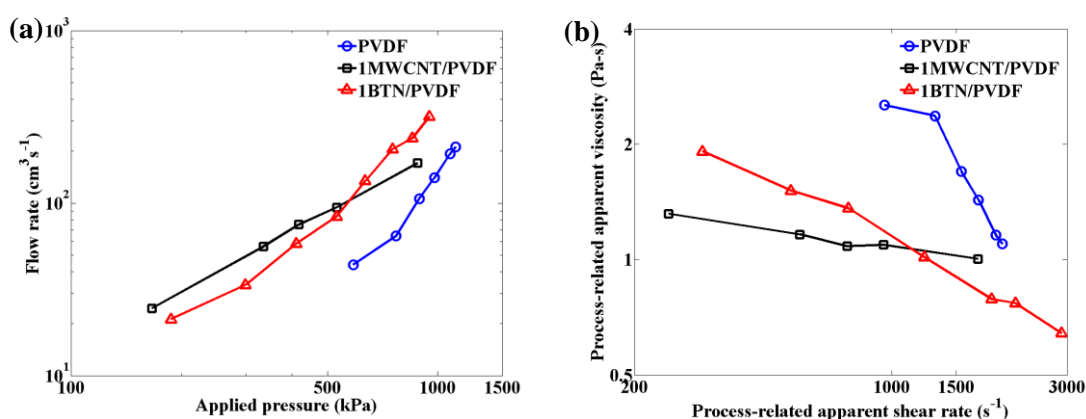 (a)
10³
10²
10¹
100
500
1000
1500
Flow rate (cm³ s⁻¹)
Applied pressure (kPa)
PVDF
1MWCNT/PVDF
1BTN/PVDF
(b)
4
2
1
0.5
200
1000
1500
3000
Process-related apparent viscosity (Pa-s)
Process-related apparent shear rate (s⁻¹)
PVDF
1MWCNT/PVDF
1BTN/PVDF